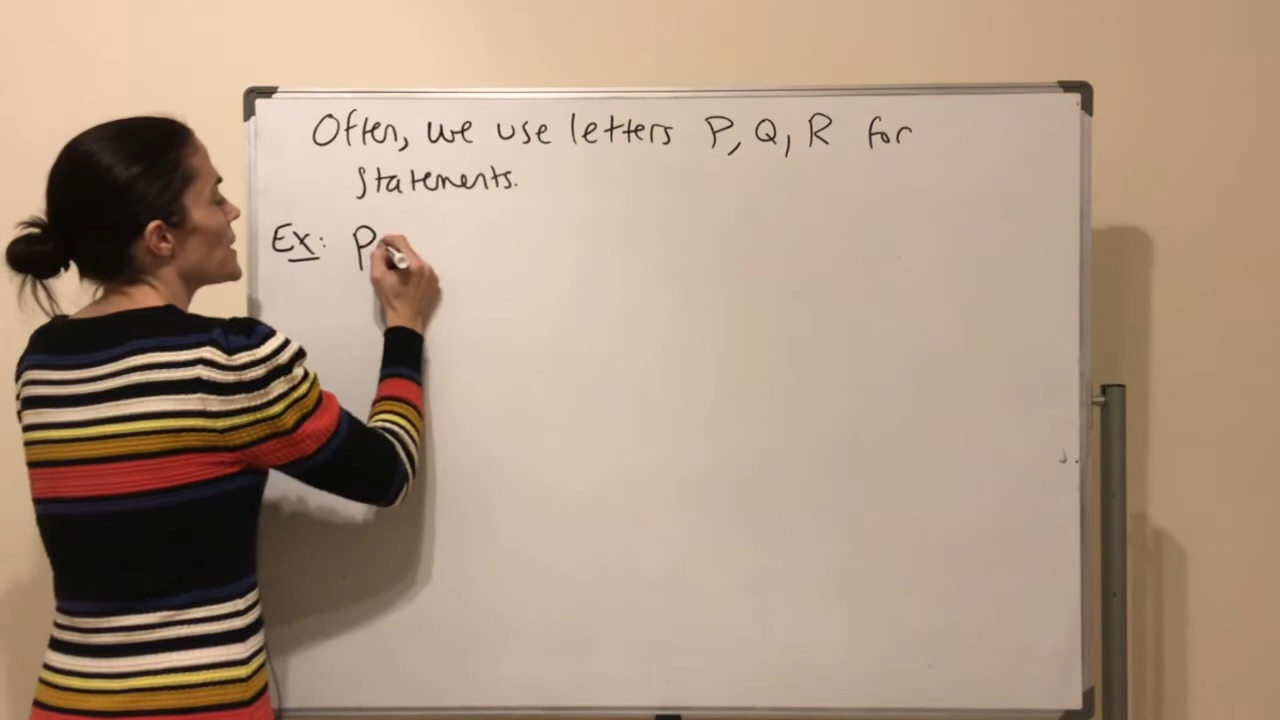 Often, we use letters P, Q, R for
statements.
Ex: P